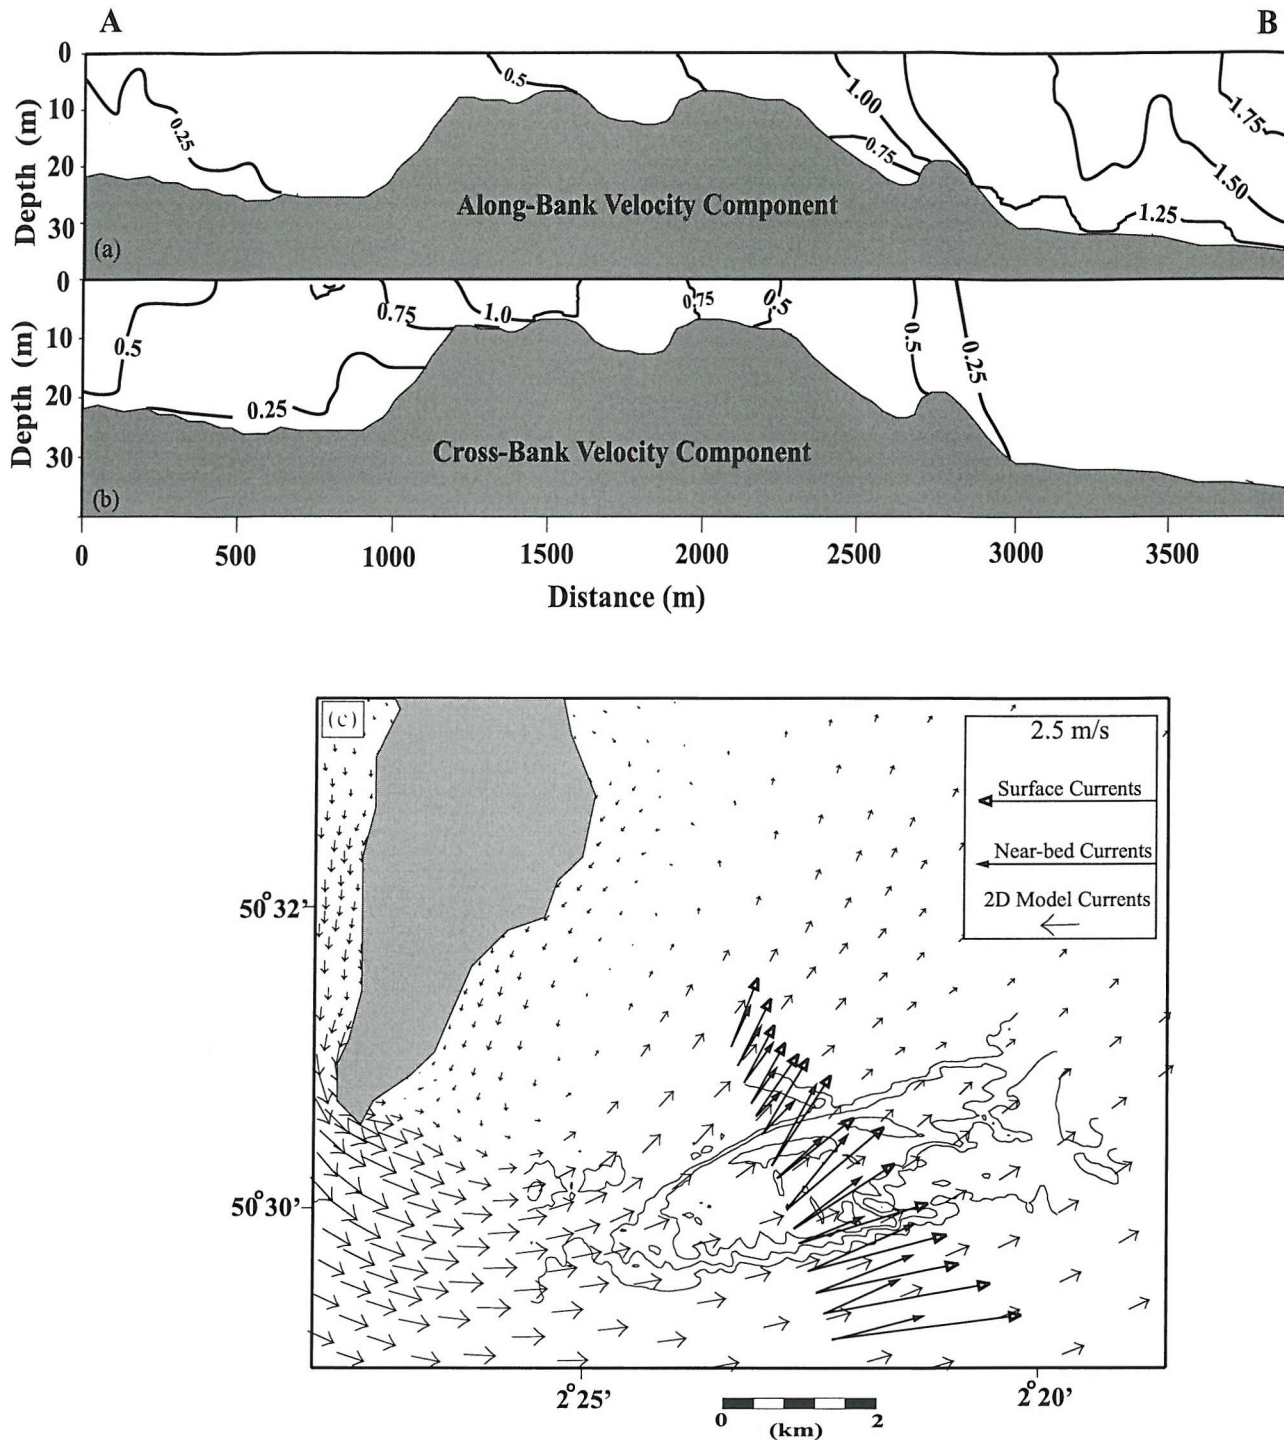 A B
0
0.5
1.00
10
0.25
0.75
1.75
20
1.50
Along-Bank Velocity Component
30
1.25
Depth (m)
(a)
0
0.75
1.0
0.75
0.5
10
0.5
0.5
0.25
20
0.25
30
Cross-Bank Velocity Component
Depth (m)
(b)
0 500 1000 1500 2000 2500 3000 3500
Distance (m)
(c)
2.5 m/s
Surface Currents
Near-bed Currents
2D Model Currents
50°32'
50°30'
2°25' 2°20'
0 2
(km)